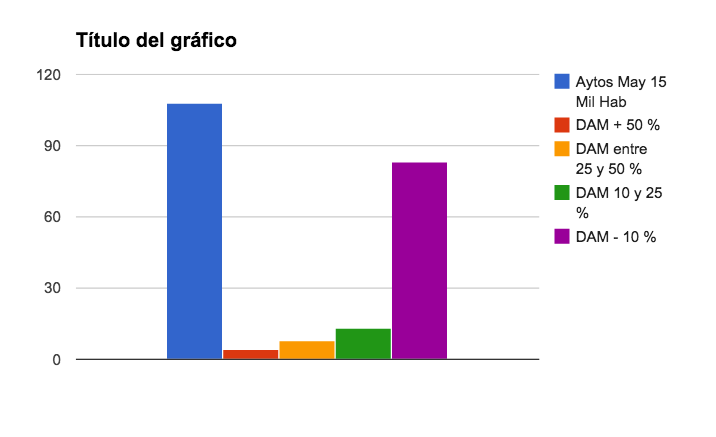 Título del gráfico
120
90
60
30
0
Aytos May 15
Mil Hab
DAM + 50 %
DAM entre
25 y 50 %
DAM 10 y 25
%
DAM - 10 %